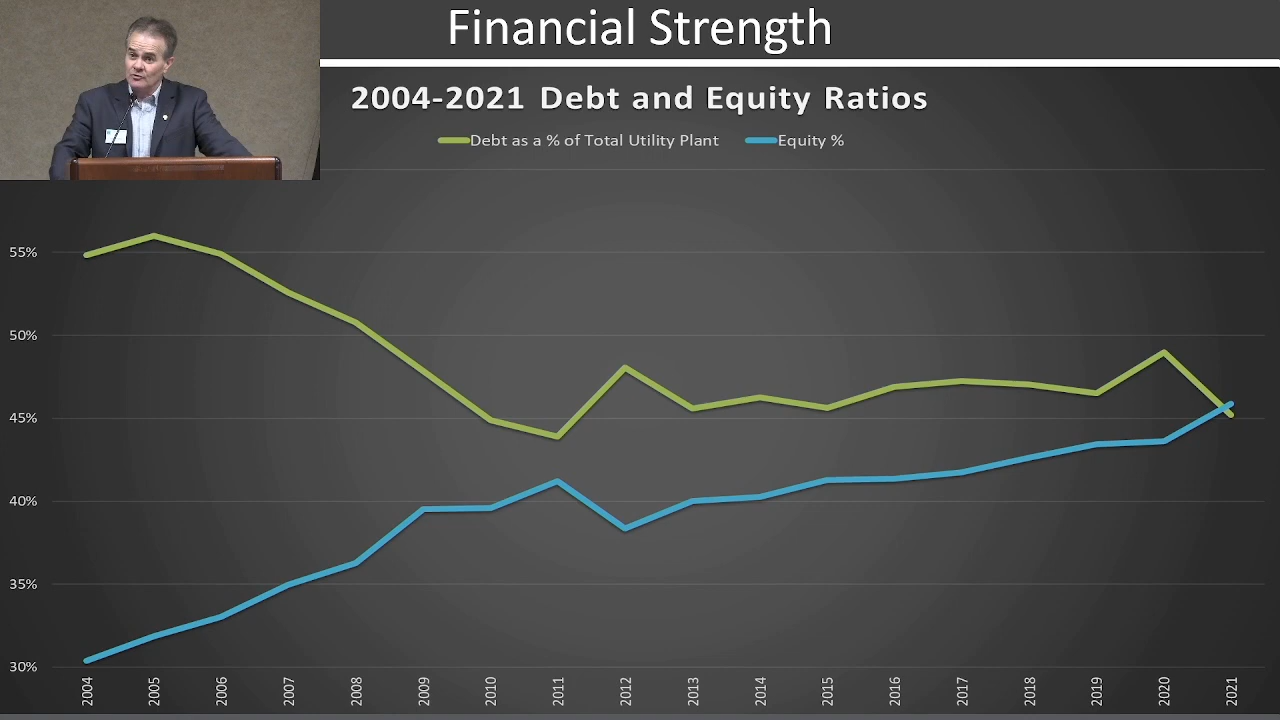 Financial Strength
2004-2021 Debt and Equity Ratios
Debt as a % of Total Utility Plant Equity %
55%
50%
45%
40%
35%
30%
2004 2005 2006 2007 2008 2009 2010 2011 2012 2013 2014 2015 2016 2017 2018 2019 2020 2021